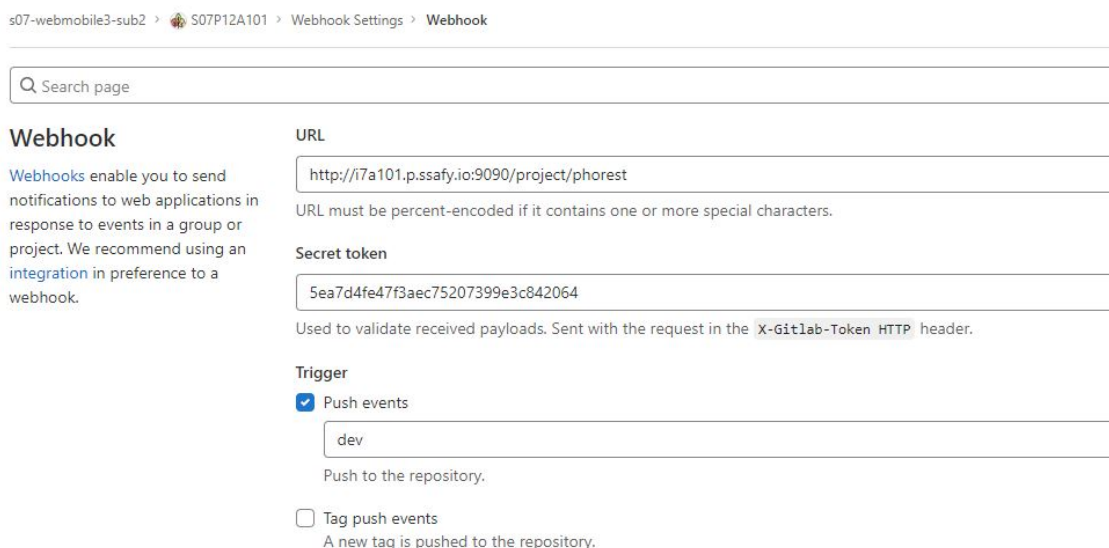 s07-webmobile3-sub2 > S07P12A101 > Webhook Settings > Webhook
Search page
Webhook
Webhooks enable you to send
notifications to web applications in
response to events in a group or
project. We recommend using an
integration in preference to a
webhook.
URL
http://i7a101.p.ssafy.io:9090/project/phorest
URL must be percent-encoded if it contains one or more special characters.
Secret token
5ea7d4fe47f3aec75207399e3c842064
Used to validate received payloads. Sent with the request in the X-Gitlab-Token HTTP header.
Trigger
Push events
dev
Push to the repository.
Tag push events
A new tag is pushed to the repository.